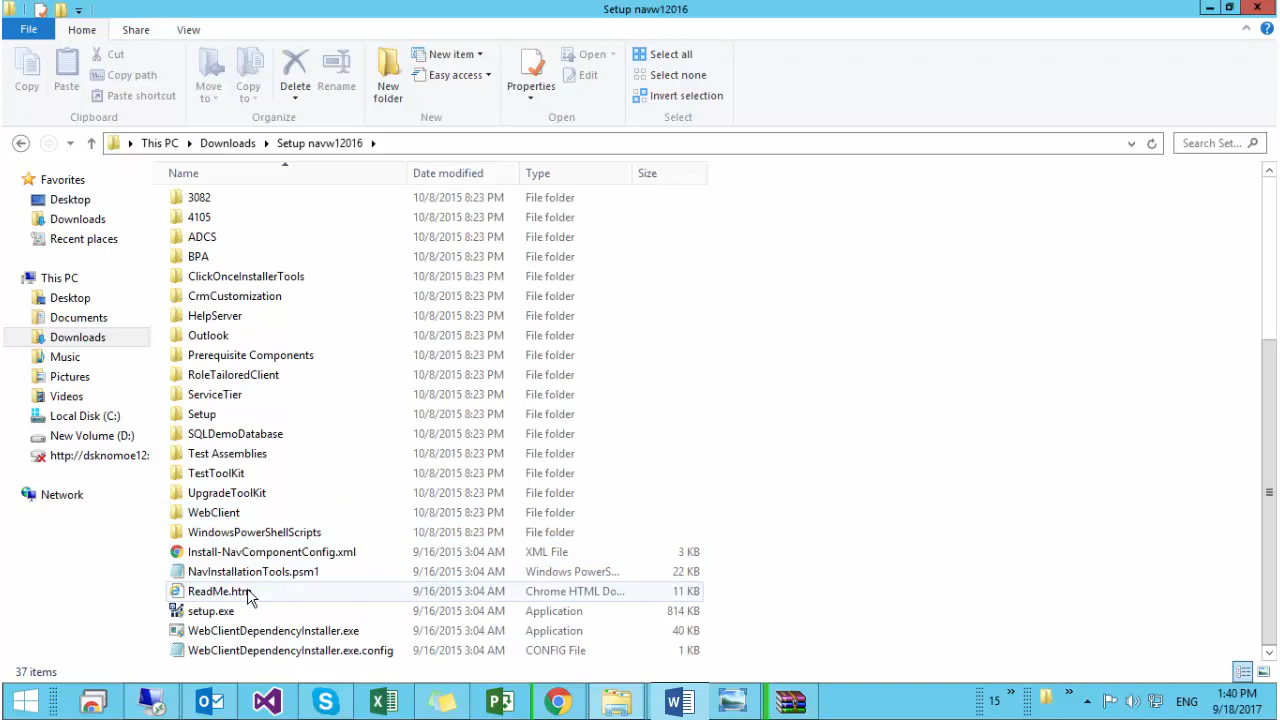 Setup navw12016
File Home Share View
Copy Paste Cut Copy path Paste shortcut
Clipboard
Move to Copy to Delete Rename
Organize
New folder New item Easy access
New
Properties Open Edit
Open
Select all
Select none
Invert selection
Select
This PC Downloads Setup navw12016
Search Set...
Favorites
Desktop
Downloads
Recent places
This PC
Desktop
Documents
Downloads
Music
Pictures
Videos
Local Disk (C:)
New Volume (D:)
http://dsknomoe12:
Network
Name Date modified Type Size
3082 10/8/2015 8:23 PM File folder
4105 10/8/2015 8:23 PM File folder
ADCS 10/8/2015 8:23 PM File folder
BPA 10/8/2015 8:23 PM File folder
ClickOnceInstallerTools 10/8/2015 8:23 PM File folder
CrmCustomization 10/8/2015 8:23 PM File folder
HelpServer 10/8/2015 8:23 PM File folder
Outlook 10/8/2015 8:23 PM File folder
Prerequisite Components 10/8/2015 8:23 PM File folder
RoleTailoredClient 10/8/2015 8:23 PM File folder
ServiceTier 10/8/2015 8:23 PM File folder
Setup 10/8/2015 8:23 PM File folder
SQLDemoDatabase 10/8/2015 8:23 PM File folder
Test Assemblies 10/8/2015 8:23 PM File folder
TestToolKit 10/8/2015 8:23 PM File folder
UpgradeToolKit 10/8/2015 8:23 PM File folder
WebClient 10/8/2015 8:23 PM File folder
WindowsPowerShellScripts 10/8/2015 8:23 PM File folder
Install-NavComponentConfig.xml 9/16/2015 3:04 AM XML File 3 KB
NavInstallationTools.psm1 9/16/2015 3:04 AM Windows PowerS... 22 KB
ReadMe.htm 9/16/2015 3:04 AM Chrome HTML Do... 11 KB
setup.exe 9/16/2015 3:04 AM Application 814 KB
WebClientDependencyInstaller.exe 9/16/2015 3:04 AM Application 40 KB
WebClientDependencyInstaller.exe.config 9/16/2015 3:04 AM CONFIG File 1 KB
37 items
15 ENG 1:40 PM
9/18/2017